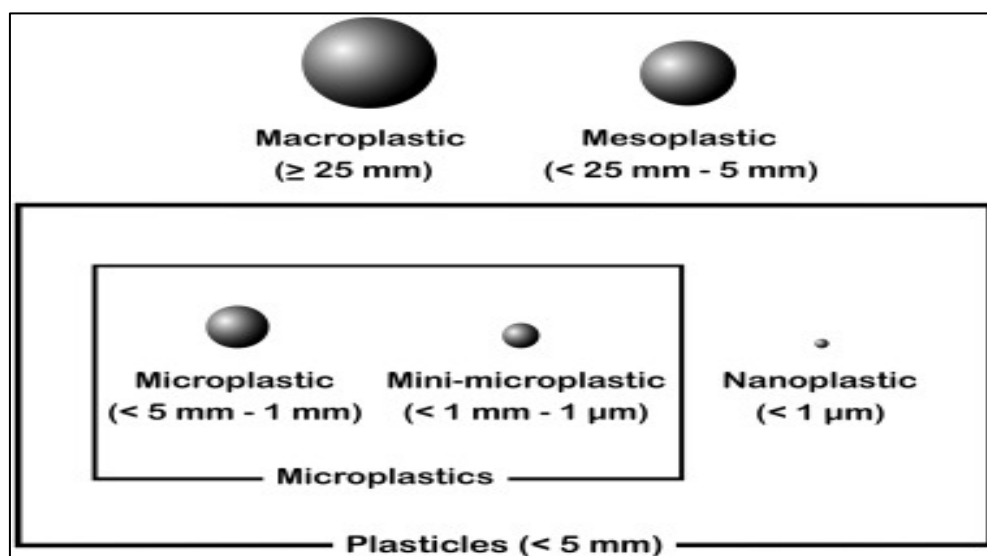 Macroplastic
(≥ 25 mm)
Mesoplastic
(< 25 mm - 5 mm)
Microplastic
(< 5 mm - 1 mm)
Mini-microplastic
(< 1 mm - 1 µm)
Nanoplastic
(< 1 µm)
Microplastics
Plasticles (< 5 mm)